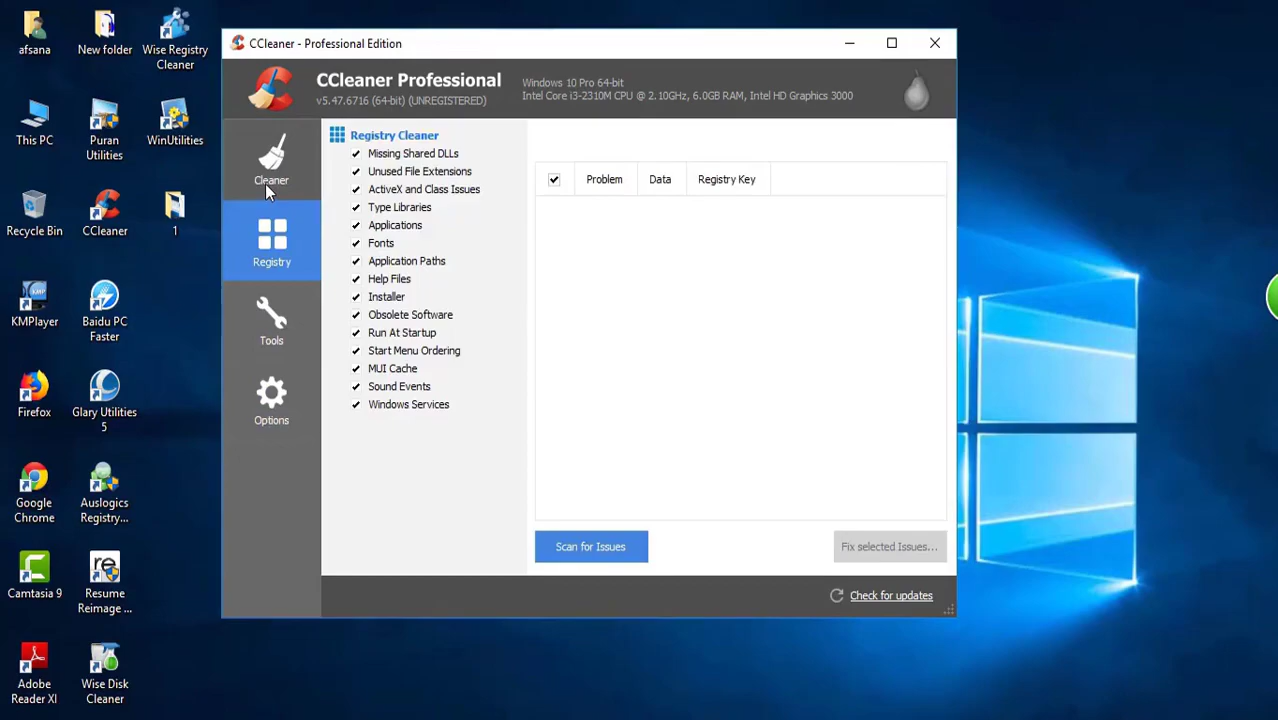 afsana
New folder
Wise Registry
Cleaner
This PC
Puran
Utilities
WinUtilities
Recycle Bin
CCleaner
1
KMPlayer
Baidu PC
Faster
Firefox
Glary Utilities
5
Google
Chrome
Auslogics
Registry...
Camtasia 9
Resume
Reimage ...
Adobe
Reader XI
Wise Disk
Cleaner
CCleaner - Professional Edition
CCleaner Professional
v5.47.6716 (64-bit) (UNREGISTERED)
Windows 10 Pro 64-bit
Intel Core i3-2310M CPU @ 2.10GHz, 6.0GB RAM, Intel HD Graphics 3000
Cleaner
Registry
Tools
Options
Registry Cleaner
Missing Shared DLLs
Unused File Extensions
ActiveX and Class Issues
Type Libraries
Applications
Fonts
Application Paths
Help Files
Installer
Obsolete Software
Run At Startup
Start Menu Ordering
MUI Cache
Sound Events
Windows Services
Problem Data Registry Key
Scan for Issues
Fix selected Issues...
Check for updates